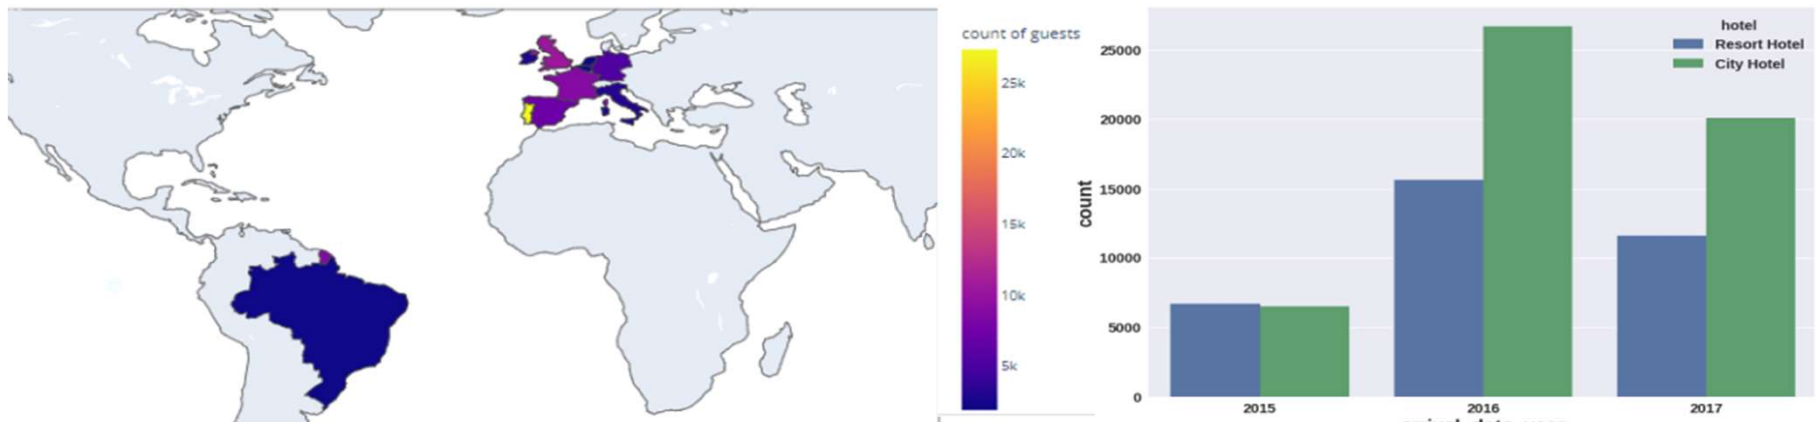 count of guests
25k
20k
15k
10k
5k
hotel
Resort Hotel
City Hotel
count
25000
20000
15000
10000
5000
0
2015
2016
2017